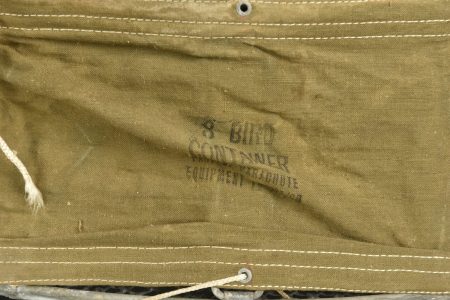 8 BIRD
CONTAINER
PARACHUTE
EQUIPMENT